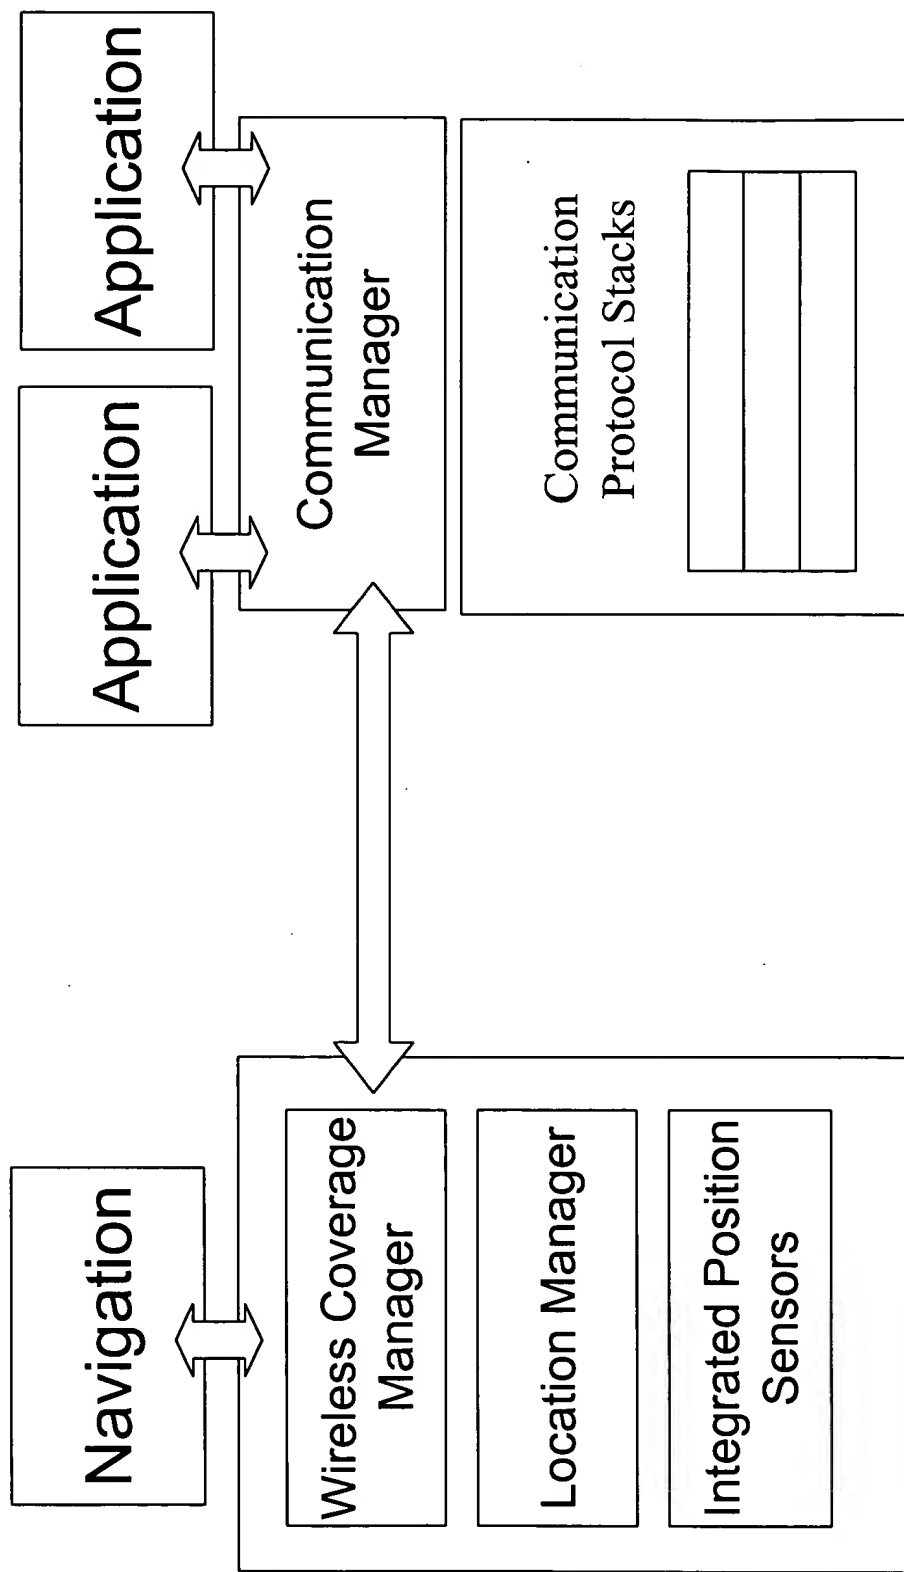 Navigation
Application
Application
Wireless Coverage
Manager
Location Manager
Integrated Position
Sensors
Communication
Manager
Communication
Protocol Stacks